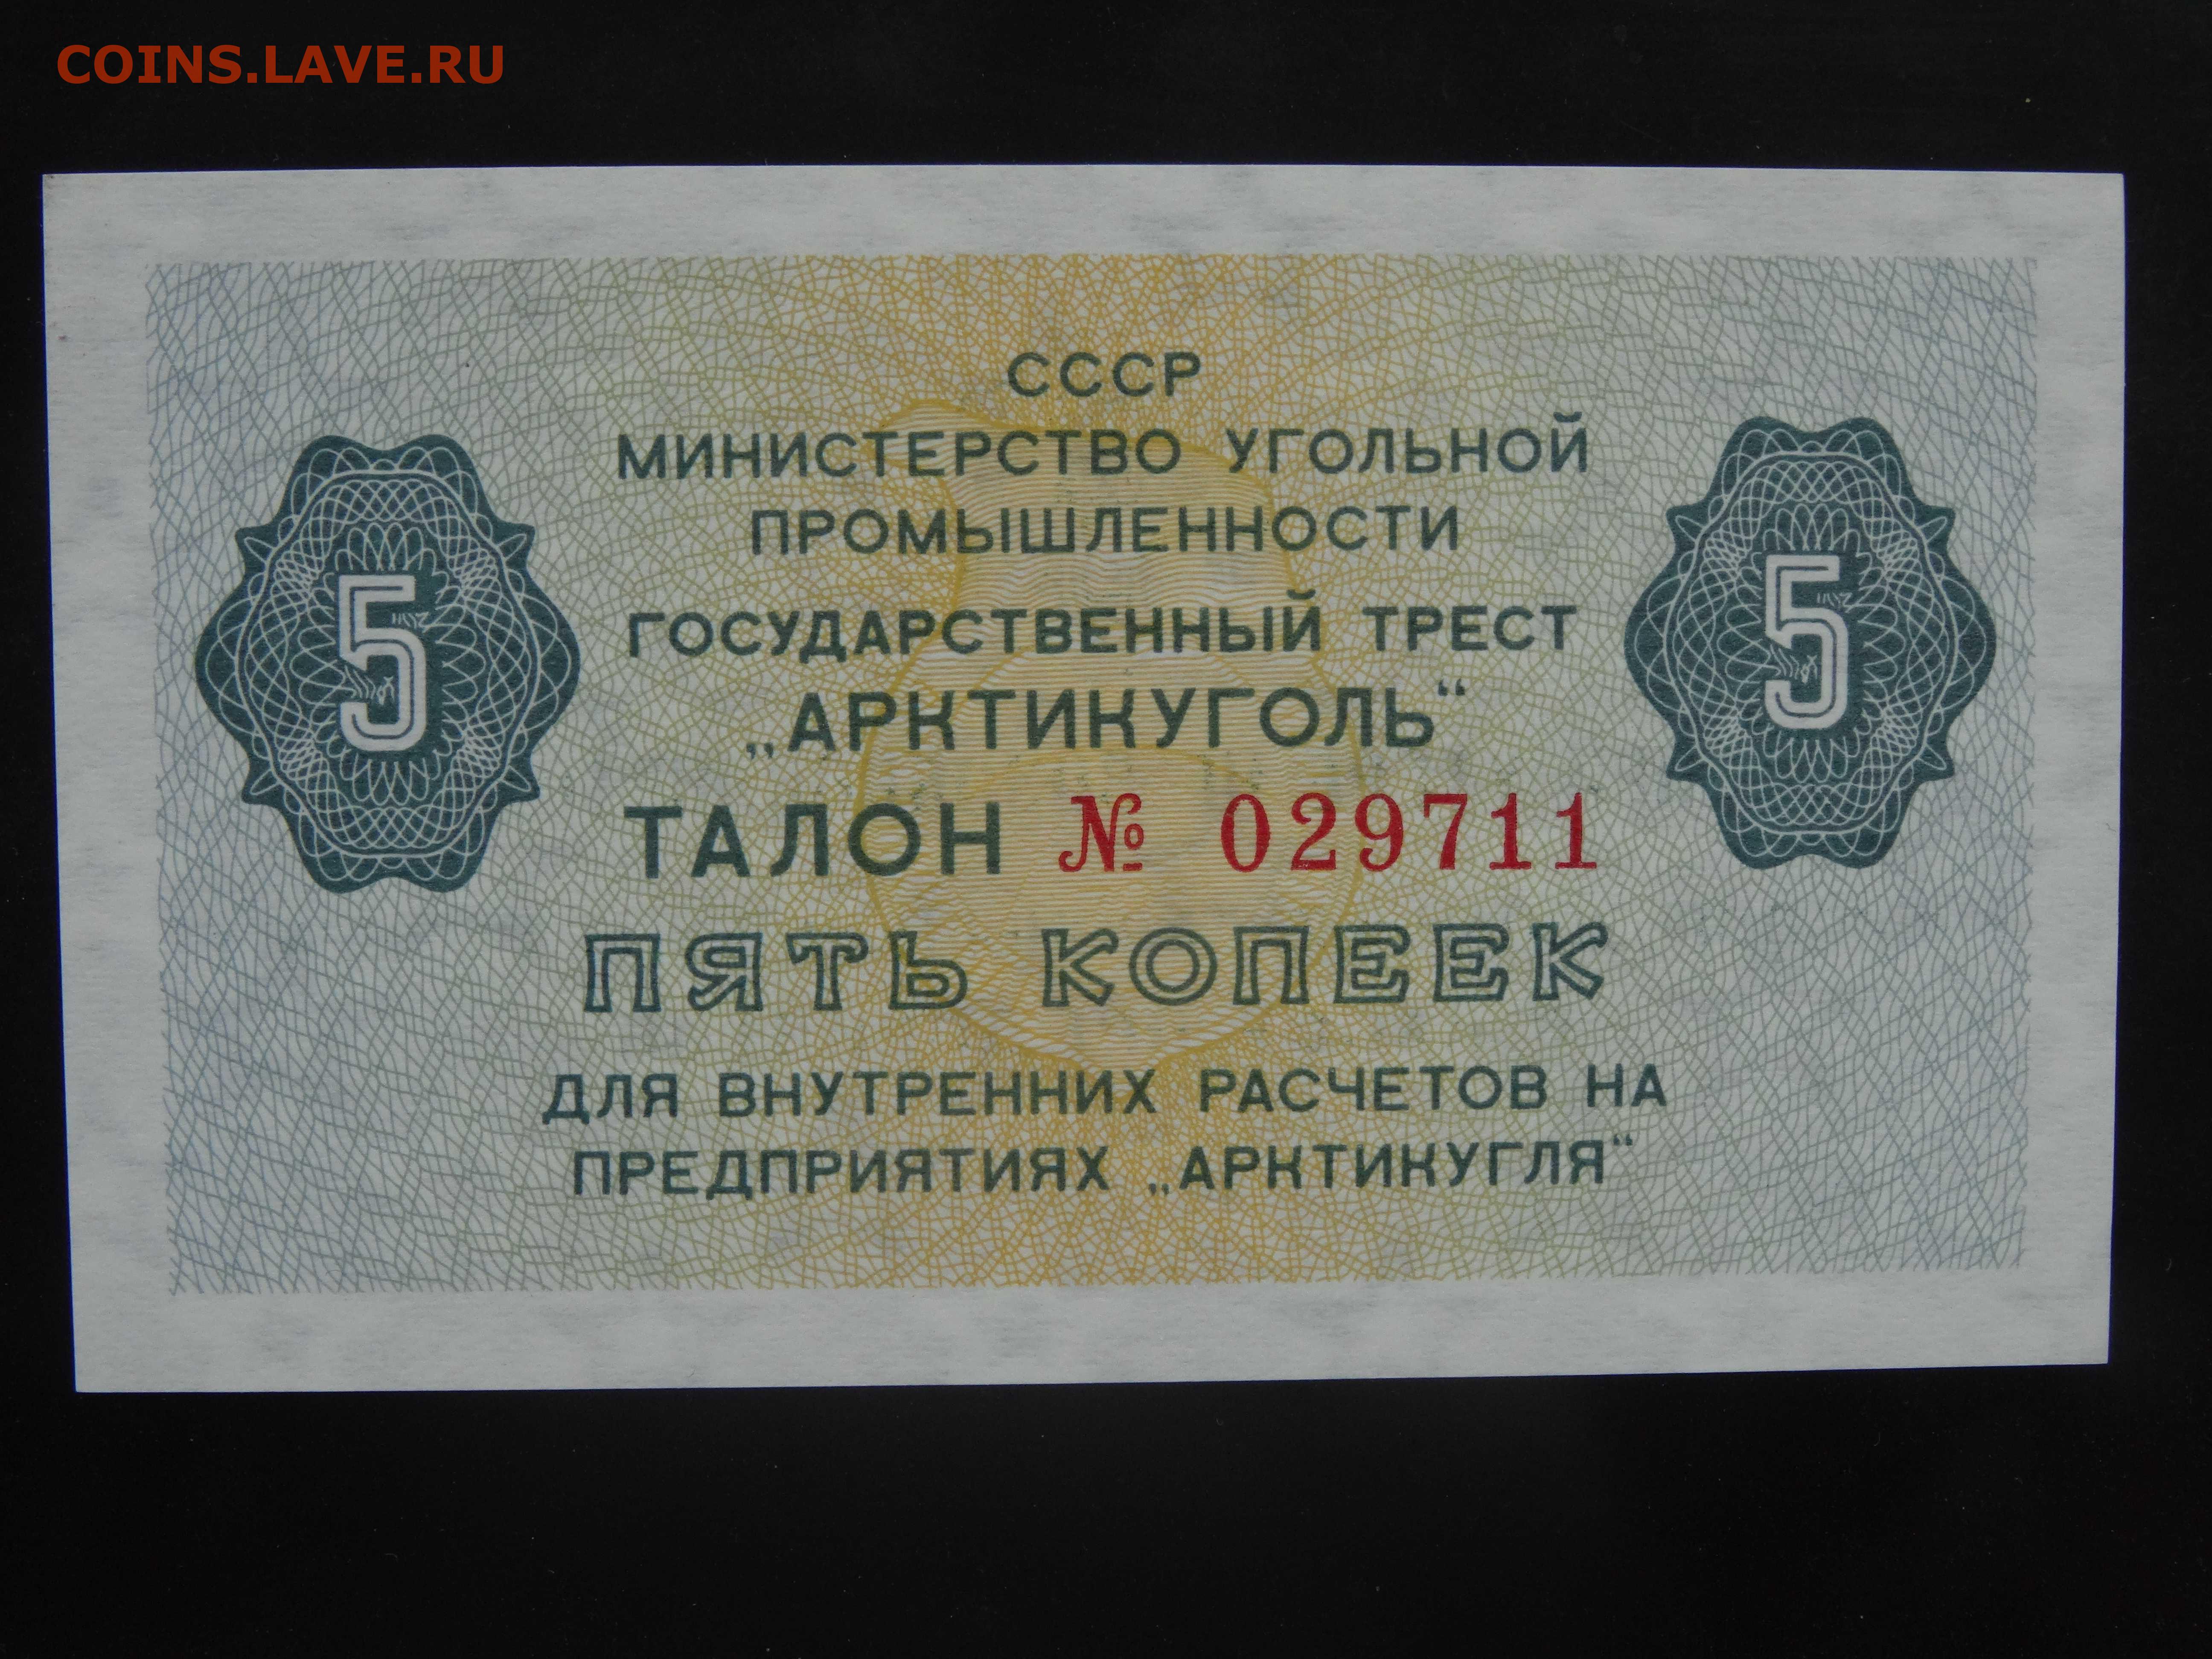 COINS.LAVE.RU
СССР
МИНИСТЕРСТВО УГОЛЬНОЙ
ПРОМЫШЛЕННОСТИ
ГОСУДАРСТВЕННЫЙ ТРЕСТ
„АРКТИКУГОЛЬ“
5
5
ТАЛОН № 029711
ПЯТЬ КОПЕЕК
ДЛЯ ВНУТРЕННИХ РАСЧЕТОВ НА
ПРЕДПРИЯТИЯХ „АРКТИКУГЛЯ“